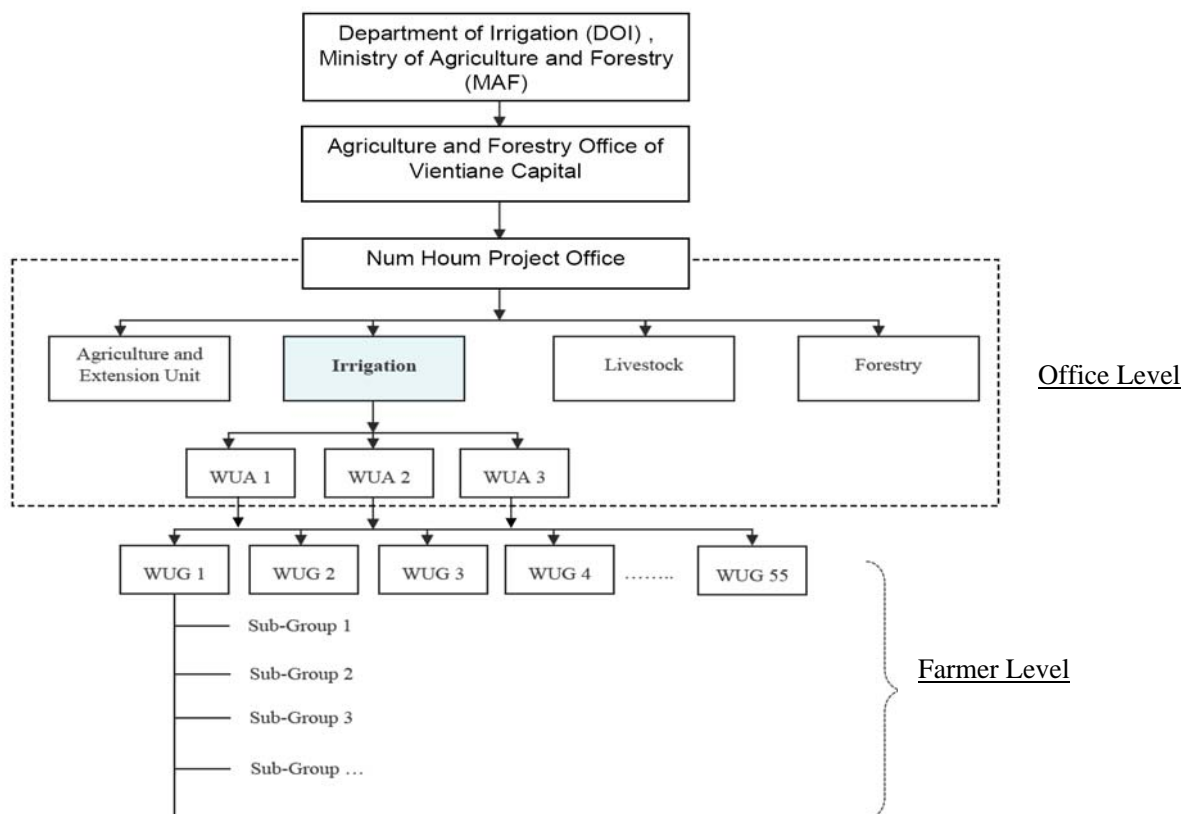 Department of Irrigation (DOI) ,
Ministry of Agriculture and Forestry
(MAF)
Agriculture and Forestry Office of
Vientiane Capital
Num Houm Project Office
Agriculture and
Extension Unit
Irrigation
Livestock
Forestry
Office Level
WUA 1
WUA 2
WUA 3
WUG 1
WUG 2
WUG 3
WUG 4
........
WUG 55
Sub-Group 1
Sub-Group 2
Sub-Group 3
Sub-Group …
Farmer Level